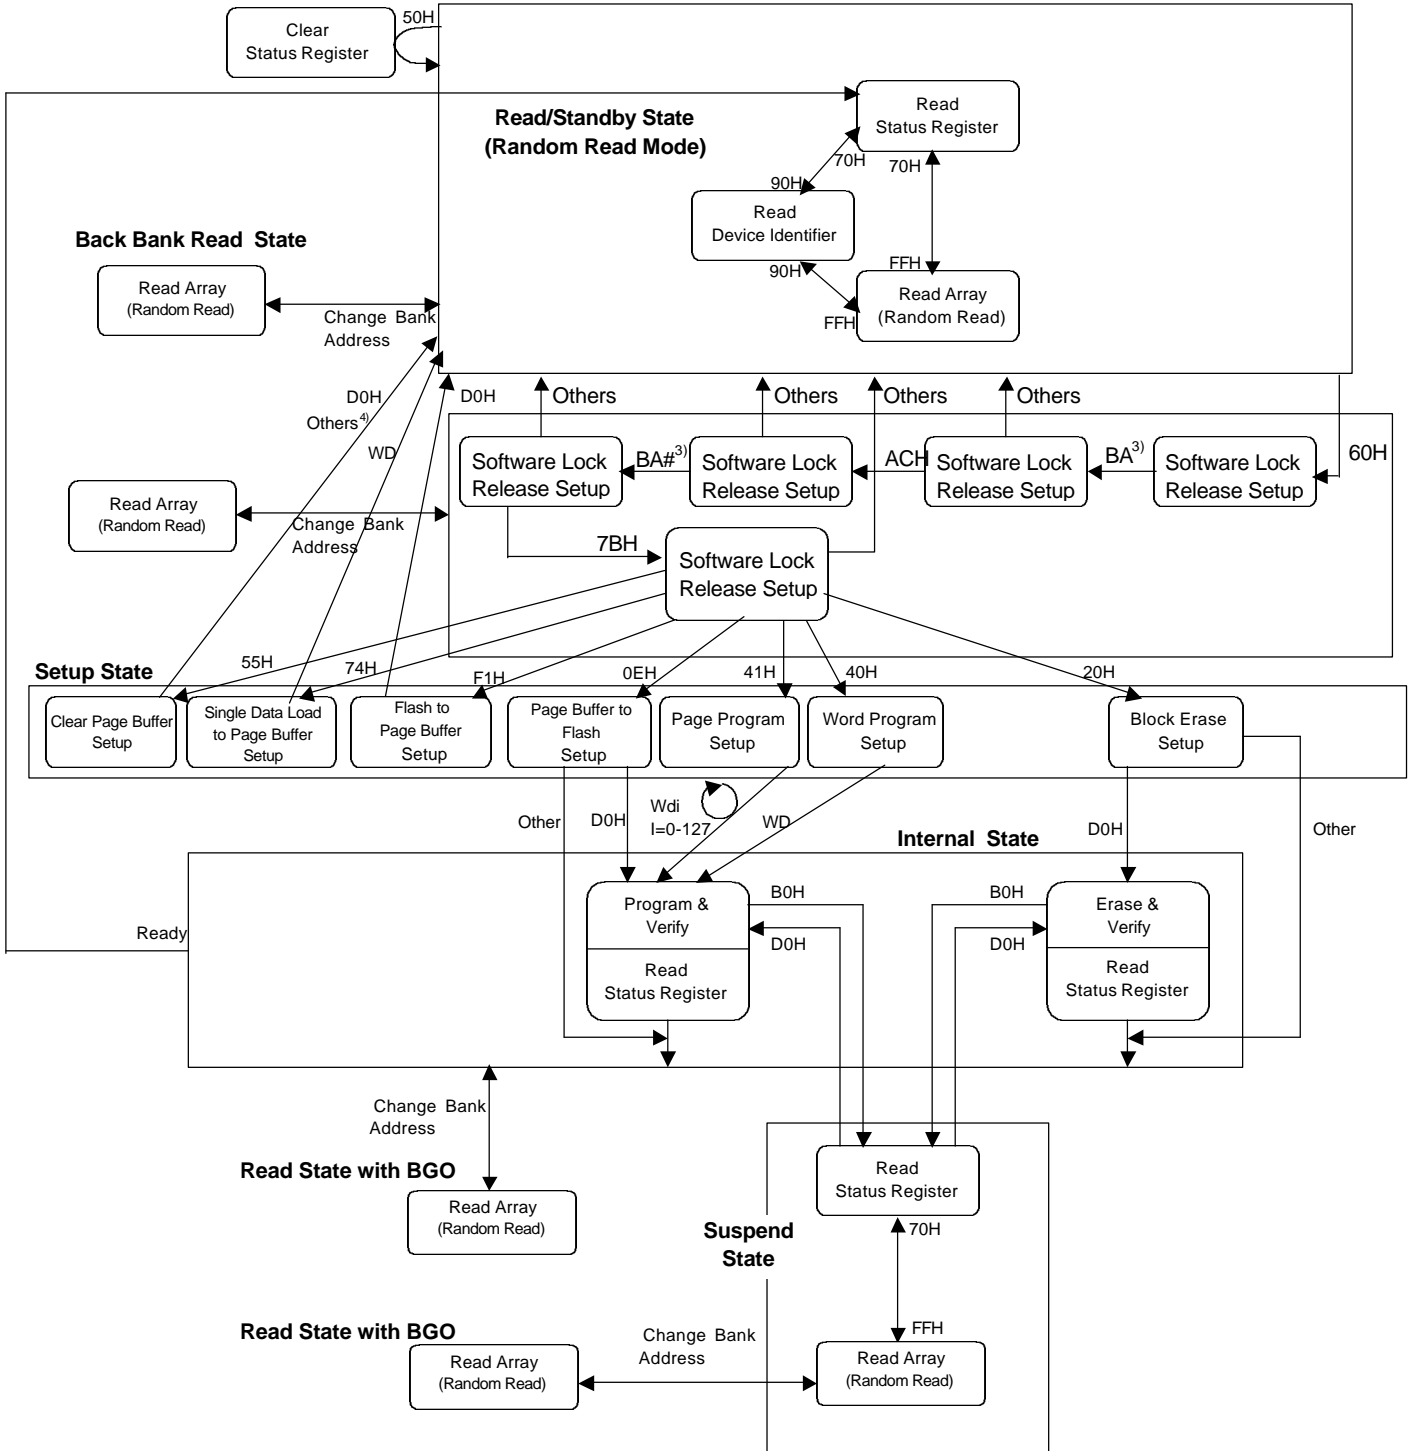 Clear
Status Register
50H
Read/Standby State
(Random Read Mode)
Read
Status Register
70H
70H
90H
Read
Device Identifier
90H
FFH
FFH
Read Array
(Random Read)
Back Bank Read State
Read Array
(Random Read)
Change Bank
Address
D0H
Others4)
WD
D0H
Others
Others
Others
Others
60H
Software Lock
Release Setup
BA#3)
Software Lock
Release Setup
ACH
Software Lock
Release Setup
BA3)
Software Lock
Release Setup
Read Array
(Random Read)
Change Bank
Address
7BH
Software Lock
Release Setup
Setup State
55H
74H
F1H
0EH
41H
40H
20H
Clear Page Buffer
Setup
Single Data Load
to Page Buffer
Setup
Flash to
Page Buffer
Setup
Page Buffer to
Flash
Setup
Page Program
Setup
Word Program
Setup
Block Erase
Setup
Other
D0H
Wdi
I=0-127
WD
Internal State
D0H
Other
Ready
Program &
Verify
Read
Status Register
B0H
D0H
B0H
D0H
Erase &
Verify
Read
Status Register
Change Bank
Address
Read State with BGO
Read Array
(Random Read)
Suspend
State
Read
Status Register
70H
FFH
Read State with BGO
Read Array
(Random Read)
Change Bank
Address
Read Array
(Random Read)